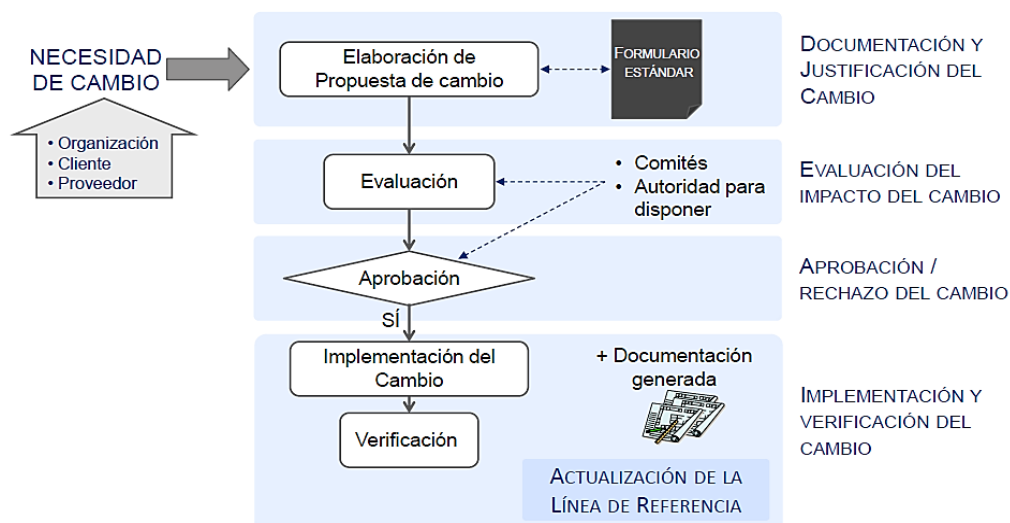 NECESIDAD
DE CAMBIO
• Organización
• Cliente
• Proveedor
Elaboración de
Propuesta de cambio
FORMULARIO
ESTÁNDAR
DOCUMENTACIÓN Y
JUSTIFICACIÓN DEL
CAMBIO
Evaluación
• Comités
• Autoridad para
disponer
EVALUACIÓN DEL
IMPACTO DEL CAMBIO
Aprobación
APROBACIÓN /
RECHAZO DEL CAMBIO
SÍ
Implementación del
Cambio
+ Documentación
generada
Verificación
IMPLEMENTACIÓN Y
VERIFICACIÓN DEL
CAMBIO
ACTUALIZACIÓN DE LA
LÍNEA DE REFERENCIA